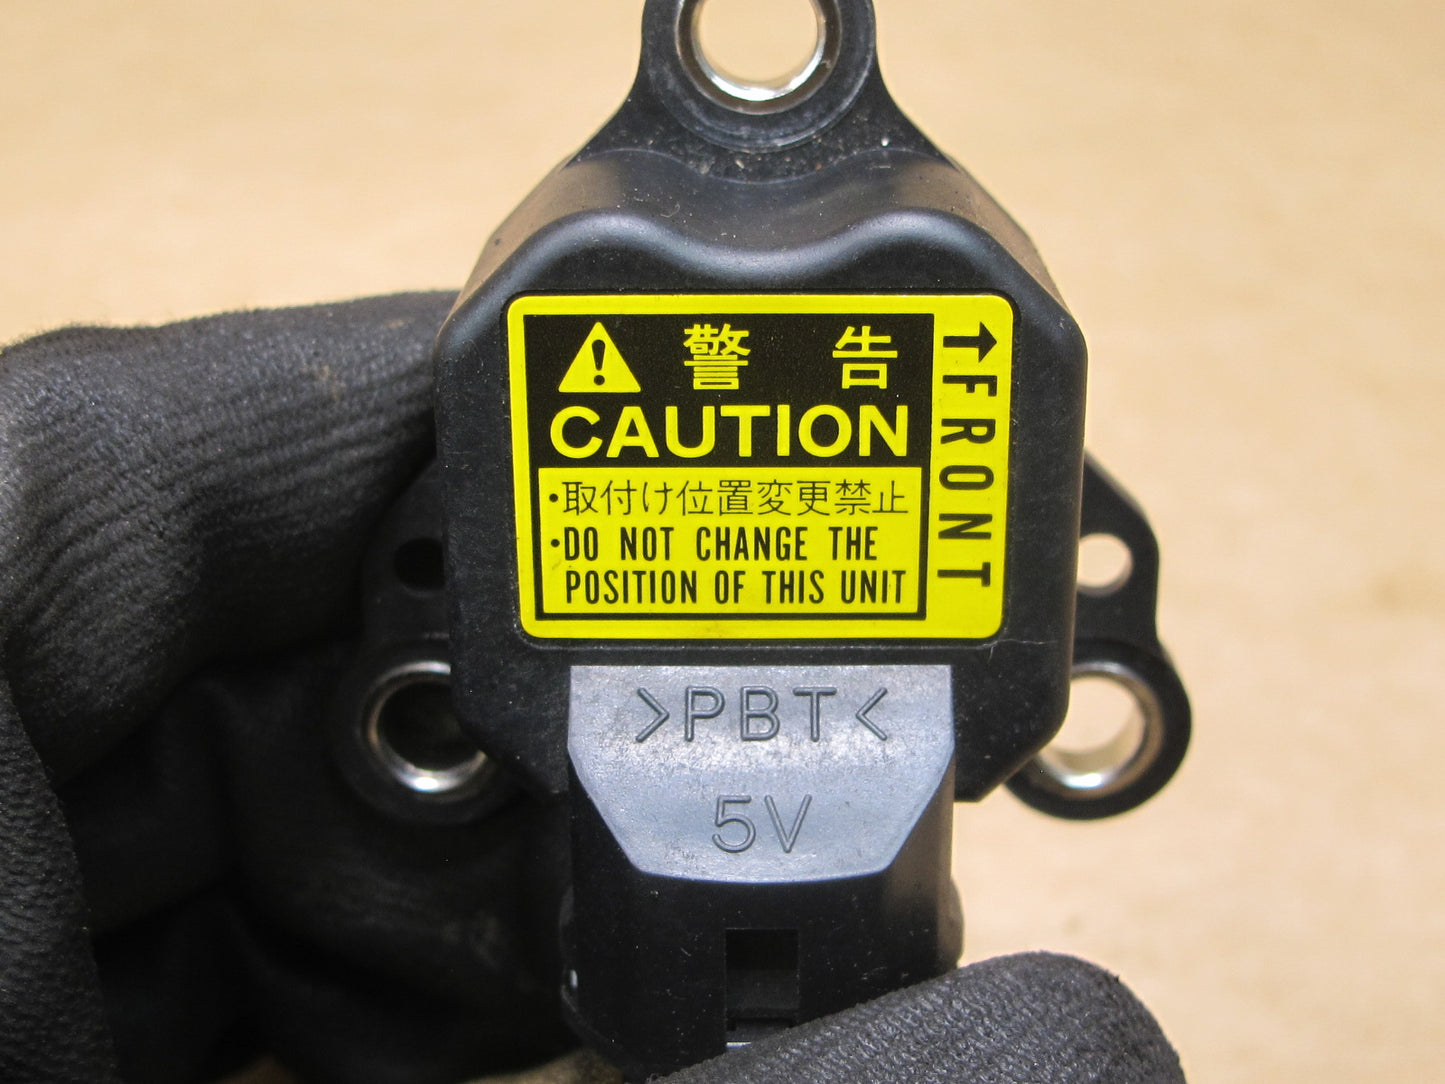 警告
CAUTION
・取付け位置変更禁止
・DO NOT CHANGE THE
POSITION OF THIS UNIT
↑FRONT
>PBT<
5V